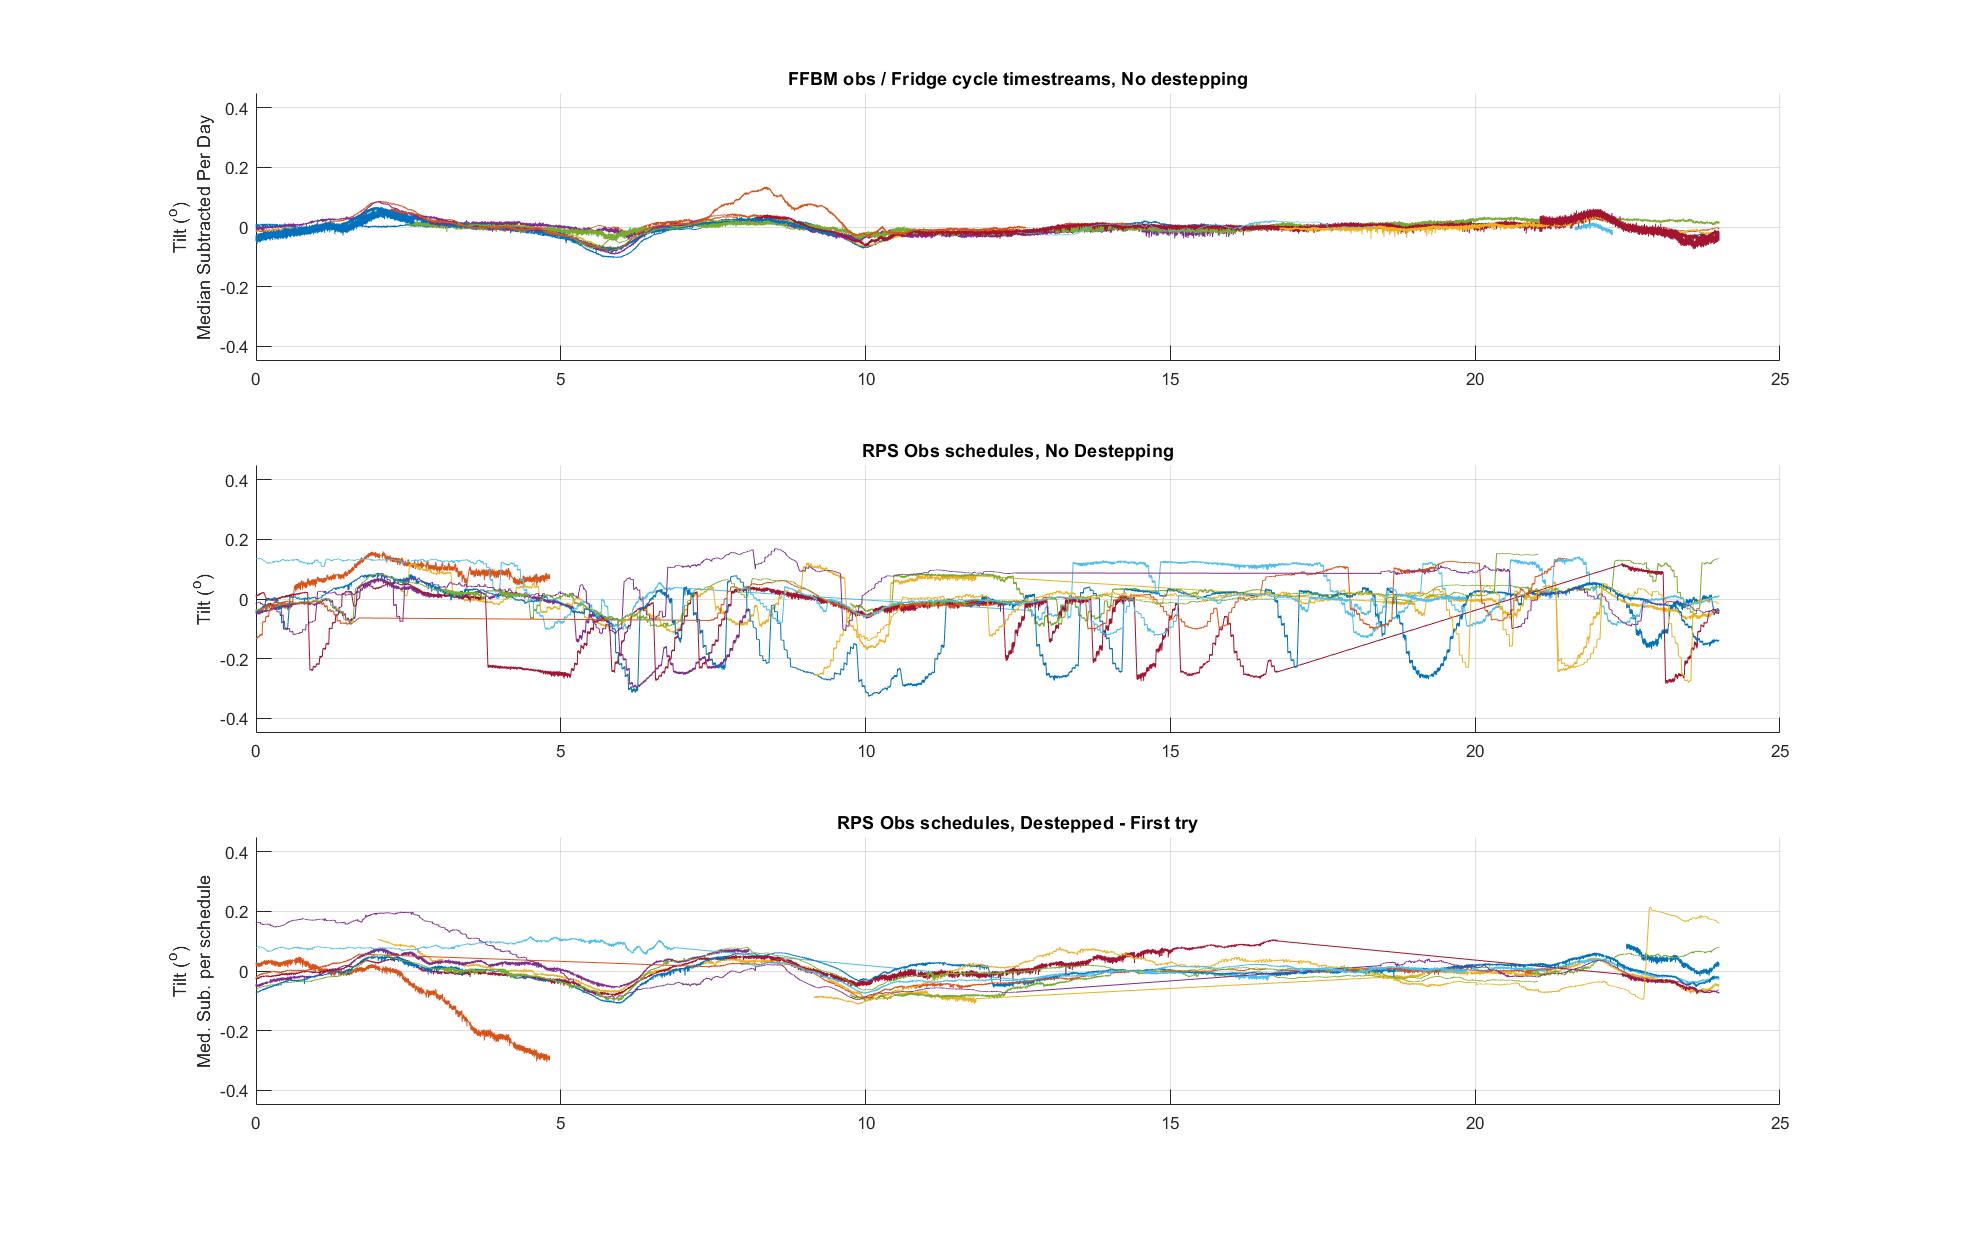 FFBM obs / Fridge cycle timestreams, No destepping
Tilt (°)
Median Subtracted Per Day
0.4
0.2
0
-0.2
-0.4
0 5 10 15 20 25
RPS Obs schedules, No Destepping
Tilt (°)
0.4
0.2
0
-0.2
-0.4
0 5 10 15 20 25
RPS Obs schedules, Destepped - First try
Tilt (°)
Med. Sub. per schedule
0.4
0.2
0
-0.2
-0.4
0 5 10 15 20 25